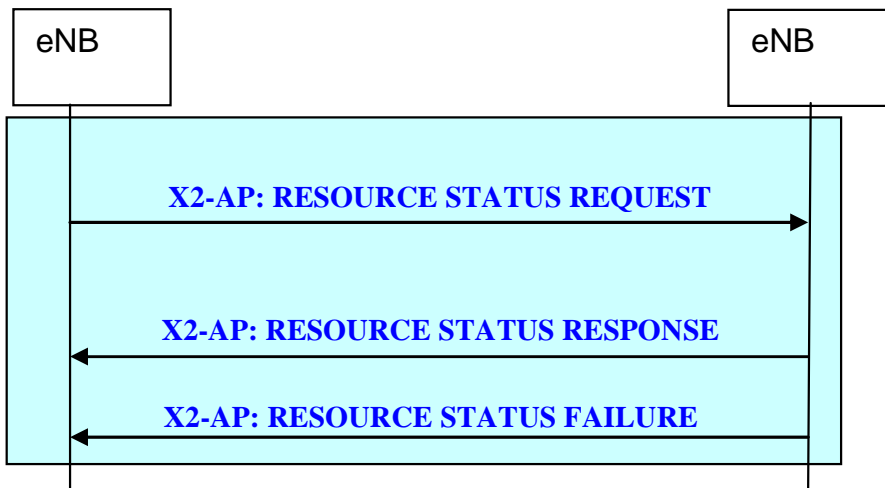 eNB
eNB
X2-AP: RESOURCE STATUS REQUEST
X2-AP: RESOURCE STATUS RESPONSE
X2-AP: RESOURCE STATUS FAILURE